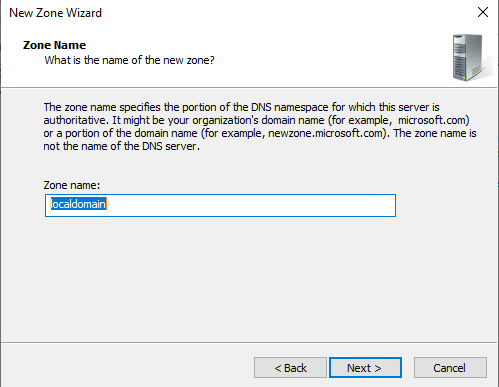 New Zone Wizard
Zone Name
What is the name of the new zone?
The zone name specifies the portion of the DNS namespace for which this server is
authoritative. It might be your organization's domain name (for example, microsoft.com)
or a portion of the domain name (for example, newzone.microsoft.com). The zone name is
not the name of the DNS server.
Zone name:
localdomain
< Back
Next >
Cancel